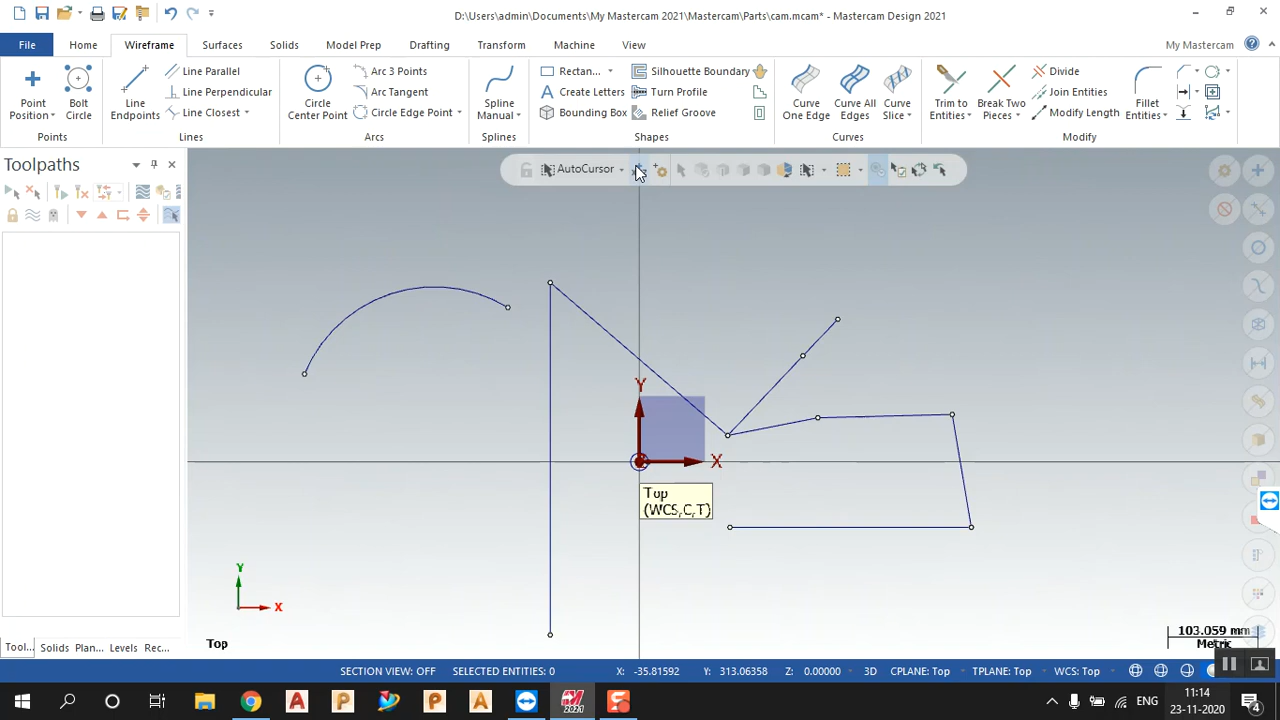 D:\Users\admin\Documents\My Mastercam 2021\Mastercam\Parts\cam.mcam* - Mastercam Design 2021
File Home Wireframe Surfaces Solids Model Prep Drafting Transform Machine View My Mastercam
Point Position
Bolt Circle
Points
Line Endpoints
Line Parallel
Line Perpendicular
Line Closest
Lines
Circle Center Point
Arc 3 Points
Arc Tangent
Circle Edge Point
Arcs
Spline Manual
Splines
Rectan...
Create Letters
Bounding Box
Silhouette Boundary
Turn Profile
Relief Groove
Shapes
Curve One Edge
Curve All Edges
Curve Slice
Curves
Trim to Entities
Break Two Pieces
Divide
Join Entities
Modify Length
Fillet Entities
Modify
Toolpaths
AutoCursor
Y
X
Top
(WCS,C,T)
Y
X
Top
103.059 mm
Metric
Tool... Solids Plan... Levels Rec...
SECTION VIEW: OFF SELECTED ENTITIES: 0 X: -35.81592 Y: 313.06358 Z: 0.00000 3D CPLANE: Top TPLANE: Top WCS: Top
ENG
11:14
23-11-2020
4
2021